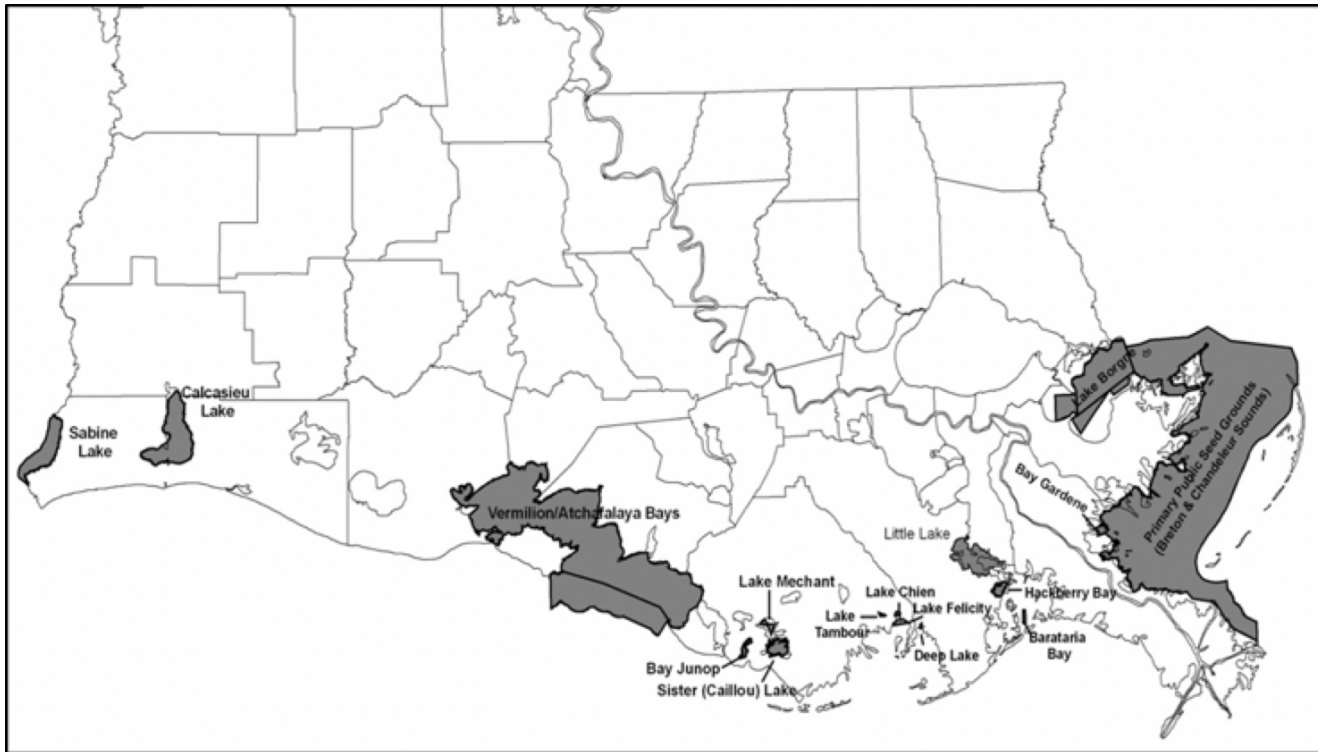 Calcasieu
Lake
Sabine
Lake
Lake Borgne
Primary Public Seed Grounds
(Breton & Chandeleur Sounds)
Bay Gardene
Vermilion/Atchafalaya Bays
Little Lake
Lake Mechant
Lake Chien
Hackberry Bay
Lake Felicity
Lake
Tambour
Barataria
Bay
Deep Lake
Bay Junop
Sister (Caillou) Lake